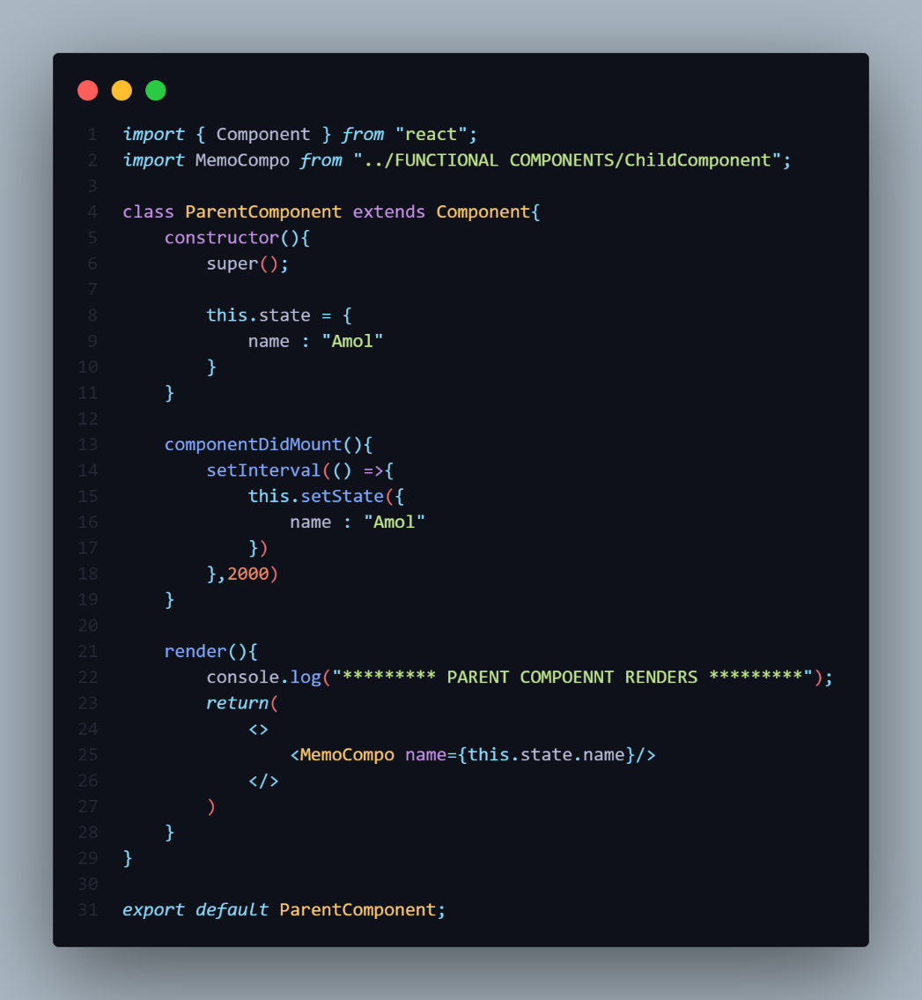 1 import { Component } from "react";
2 import MemoCompo from "../FUNCTIONAL COMPONENTS/ChildComponent";
3
4 class ParentComponent extends Component{
5     constructor(){
6         super();
7
8         this.state = {
9             name : "Amol"
10         }
11     }
12
13     componentDidMount(){
14         setInterval(() =>{
15             this.setState({
16                 name : "Amol"
17             })
18         },2000)
19     }
20
21     render(){
22         console.log("********* PARENT COMPOENNT RENDERS *********");
23         return(
24             <>
25                 <MemoCompo name={this.state.name}/>
26             </>
27         )
28     }
29 }
30
31 export default ParentComponent;